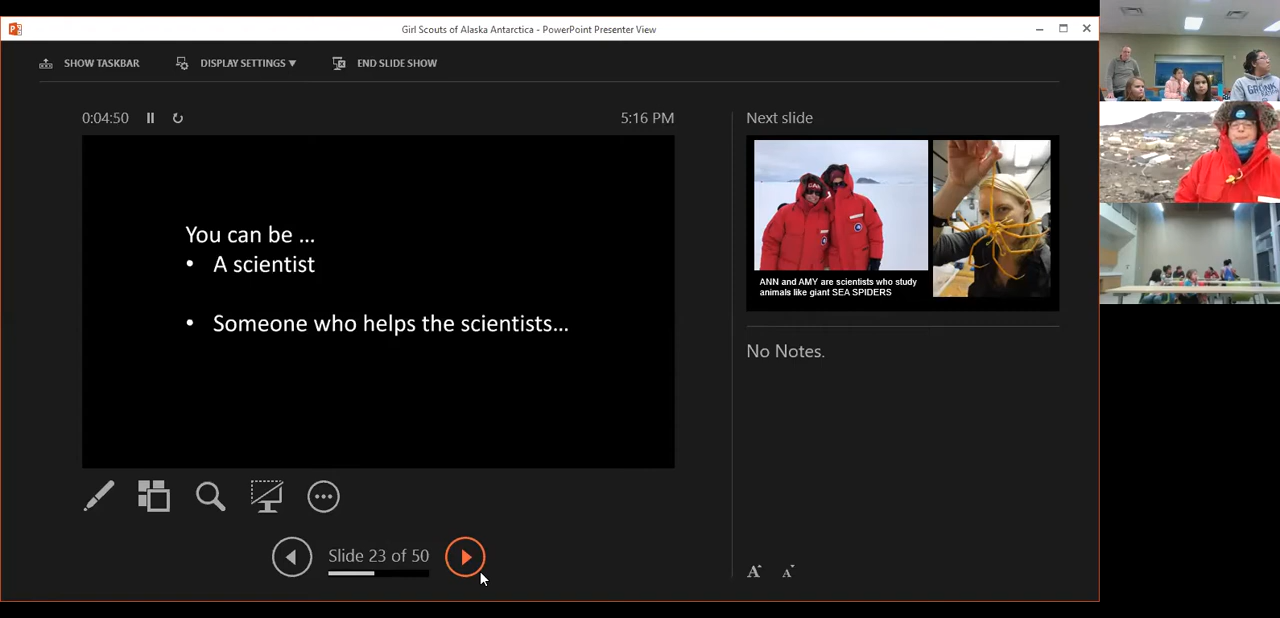 Girl Scouts of Alaska Antarctica - PowerPoint Presenter View
SHOW TASKBAR
DISPLAY SETTINGS ▼
END SLIDE SHOW
0:04:50
5:16 PM
Next slide
You can be ...
• A scientist
• Someone who helps the scientists...
ANN and AMY are scientists who study
animals like giant SEA SPIDERS
No Notes.
Slide 23 of 50
A
A